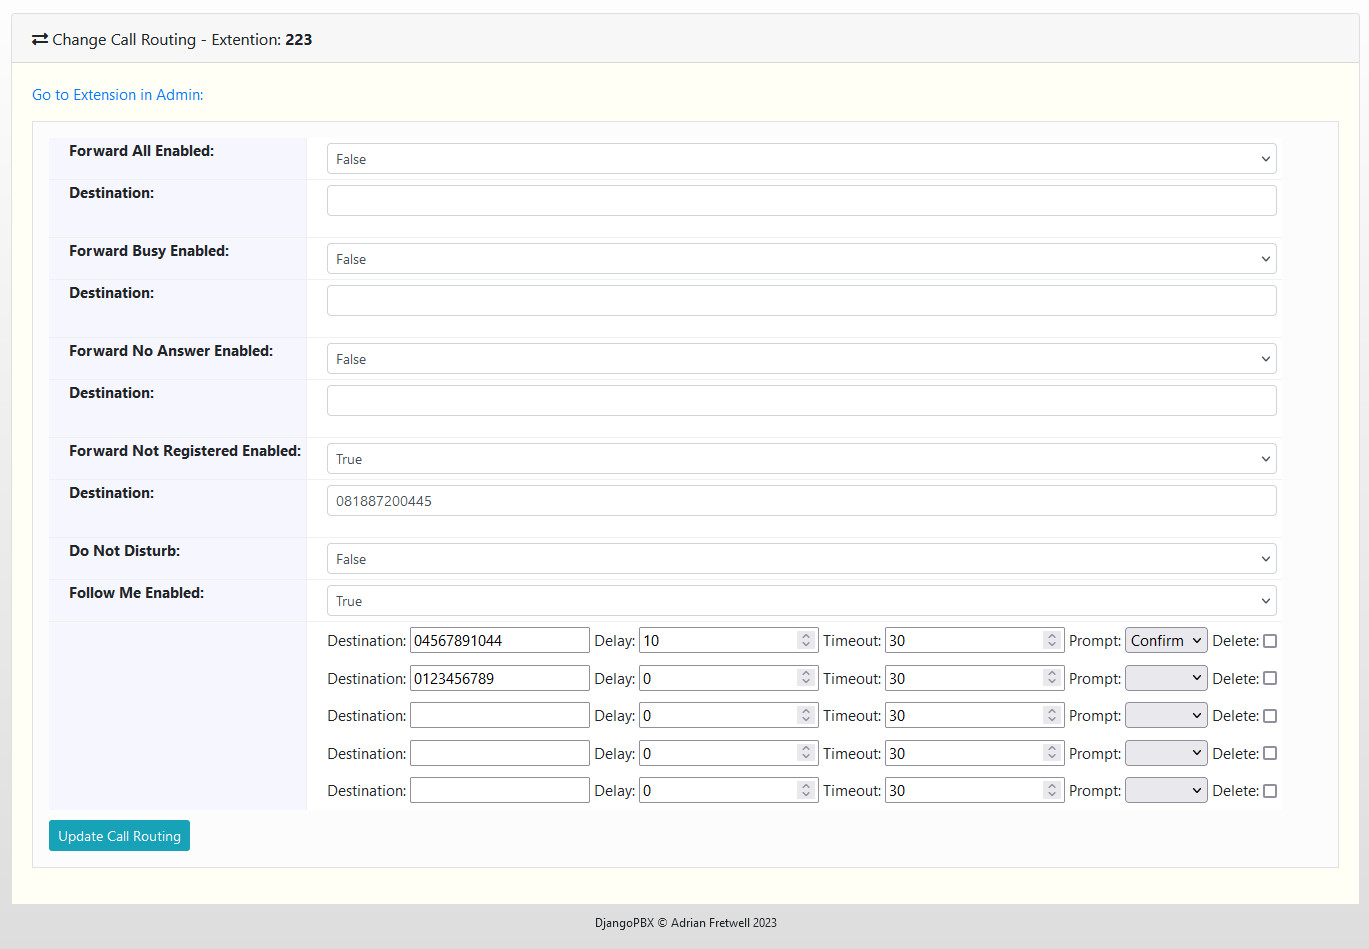 Change Call Routing - Extention: 223
Go to Extension in Admin:
Forward All Enabled: False
Destination:
Forward Busy Enabled: False
Destination:
Forward No Answer Enabled: False
Destination:
Forward Not Registered Enabled: True
Destination: 081887200445
Do Not Disturb: False
Follow Me Enabled: True
Destination: 04567891044 Delay: 10 Timeout: 30 Prompt: Confirm Delete:
Destination: 0123456789 Delay: 0 Timeout: 30 Prompt: Delete:
Destination: Delay: 0 Timeout: 30 Prompt: Delete:
Destination: Delay: 0 Timeout: 30 Prompt: Delete:
Destination: Delay: 0 Timeout: 30 Prompt: Delete:
Update Call Routing
DjangoPBX © Adrian Fretwell 2023